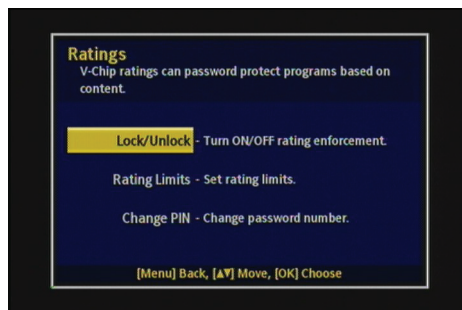 Ratings
V-Chip ratings can password protect programs based on
content.
Lock/Unlock - Turn ON/OFF rating enforcement.
Rating Limits - Set rating limits.
Change PIN - Change password number.
[Menu] Back, [▲▼] Move, [OK] Choose